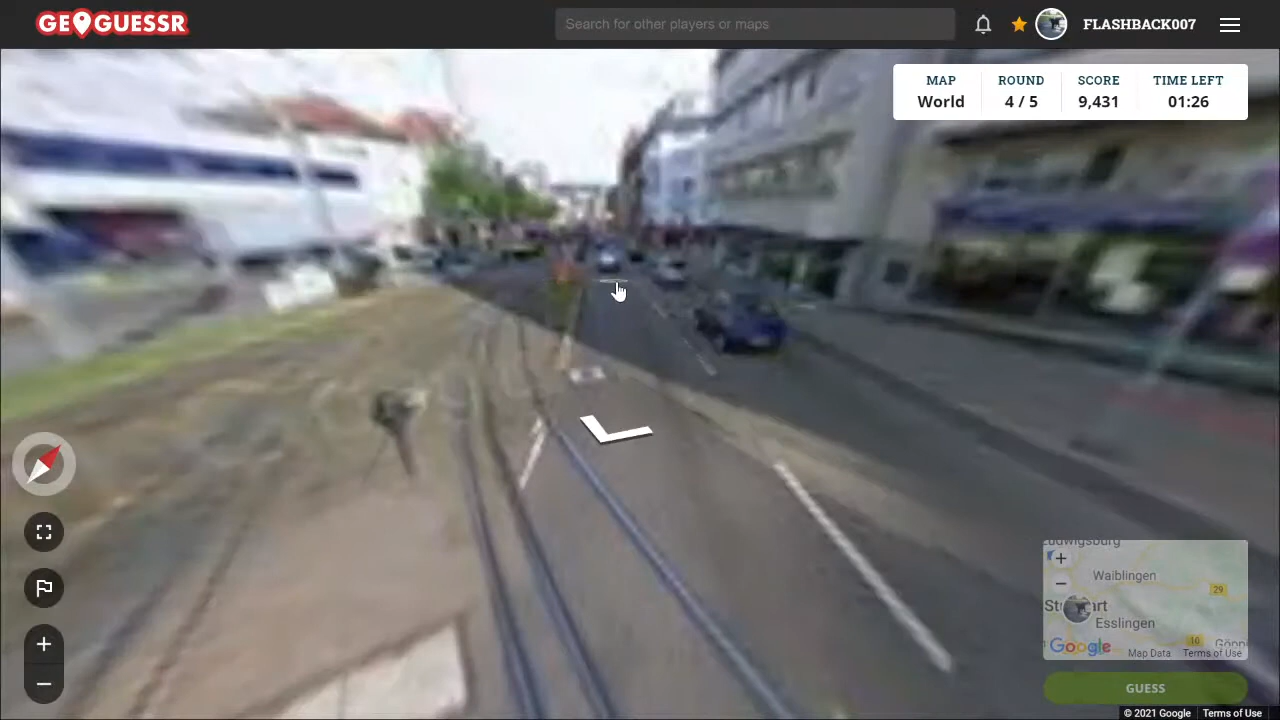 GEOGUESSR
Search for other players or maps
FLASHBACK007
MAP ROUND SCORE TIME LEFT
World 4 / 5 9,431 01:26
Waiblingen
29
Esslingen
10
Google
Map Data Terms of Use
GUESS
© 2021 Google Terms of Use